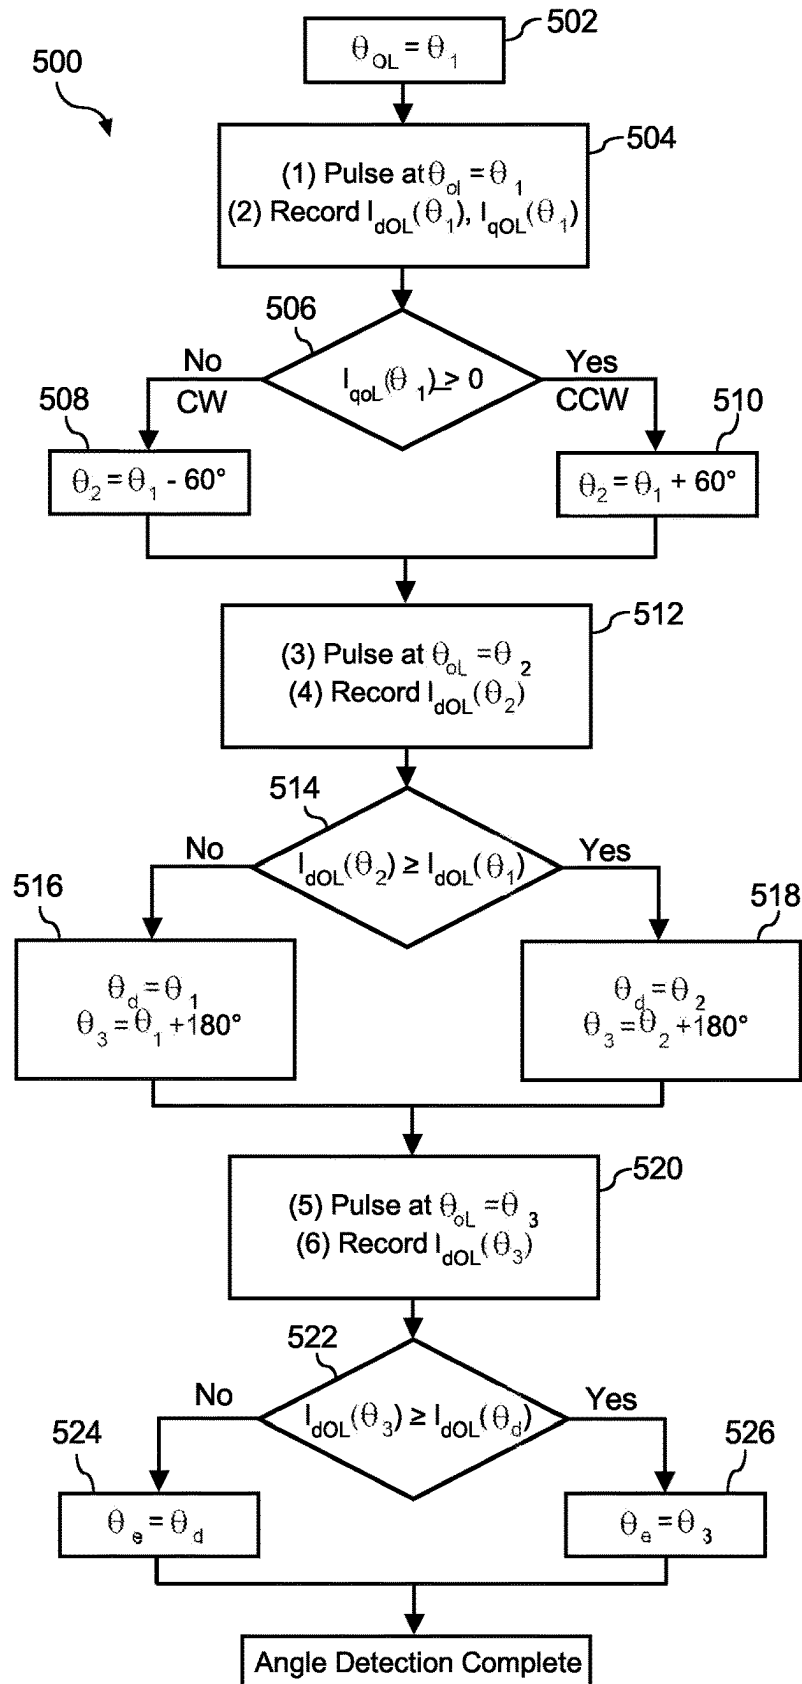 502
θOL = θ1
500
504
(1) Pulse at θol = θ1
(2) Record IdOL(θ1), IqOL(θ1)
506
No
Yes
IqoL(θ1) ≥ 0
CW
CCW
508
510
θ2 = θ1 - 60°
θ2 = θ1 + 60°
512
(3) Pulse at θoL = θ2
(4) Record IdOL(θ2)
514
No
Yes
IdOL(θ2) ≥ IdOL(θ1)
516
518
θd = θ1
θ3 = θ1 +180°
θd = θ2
θ3 = θ2 +180°
520
(5) Pulse at θoL = θ3
(6) Record IdOL(θ3)
522
No
Yes
IdOL(θ3) ≥ IdOL(θd)
524
526
θe = θd
θe = θ3
Angle Detection Complete